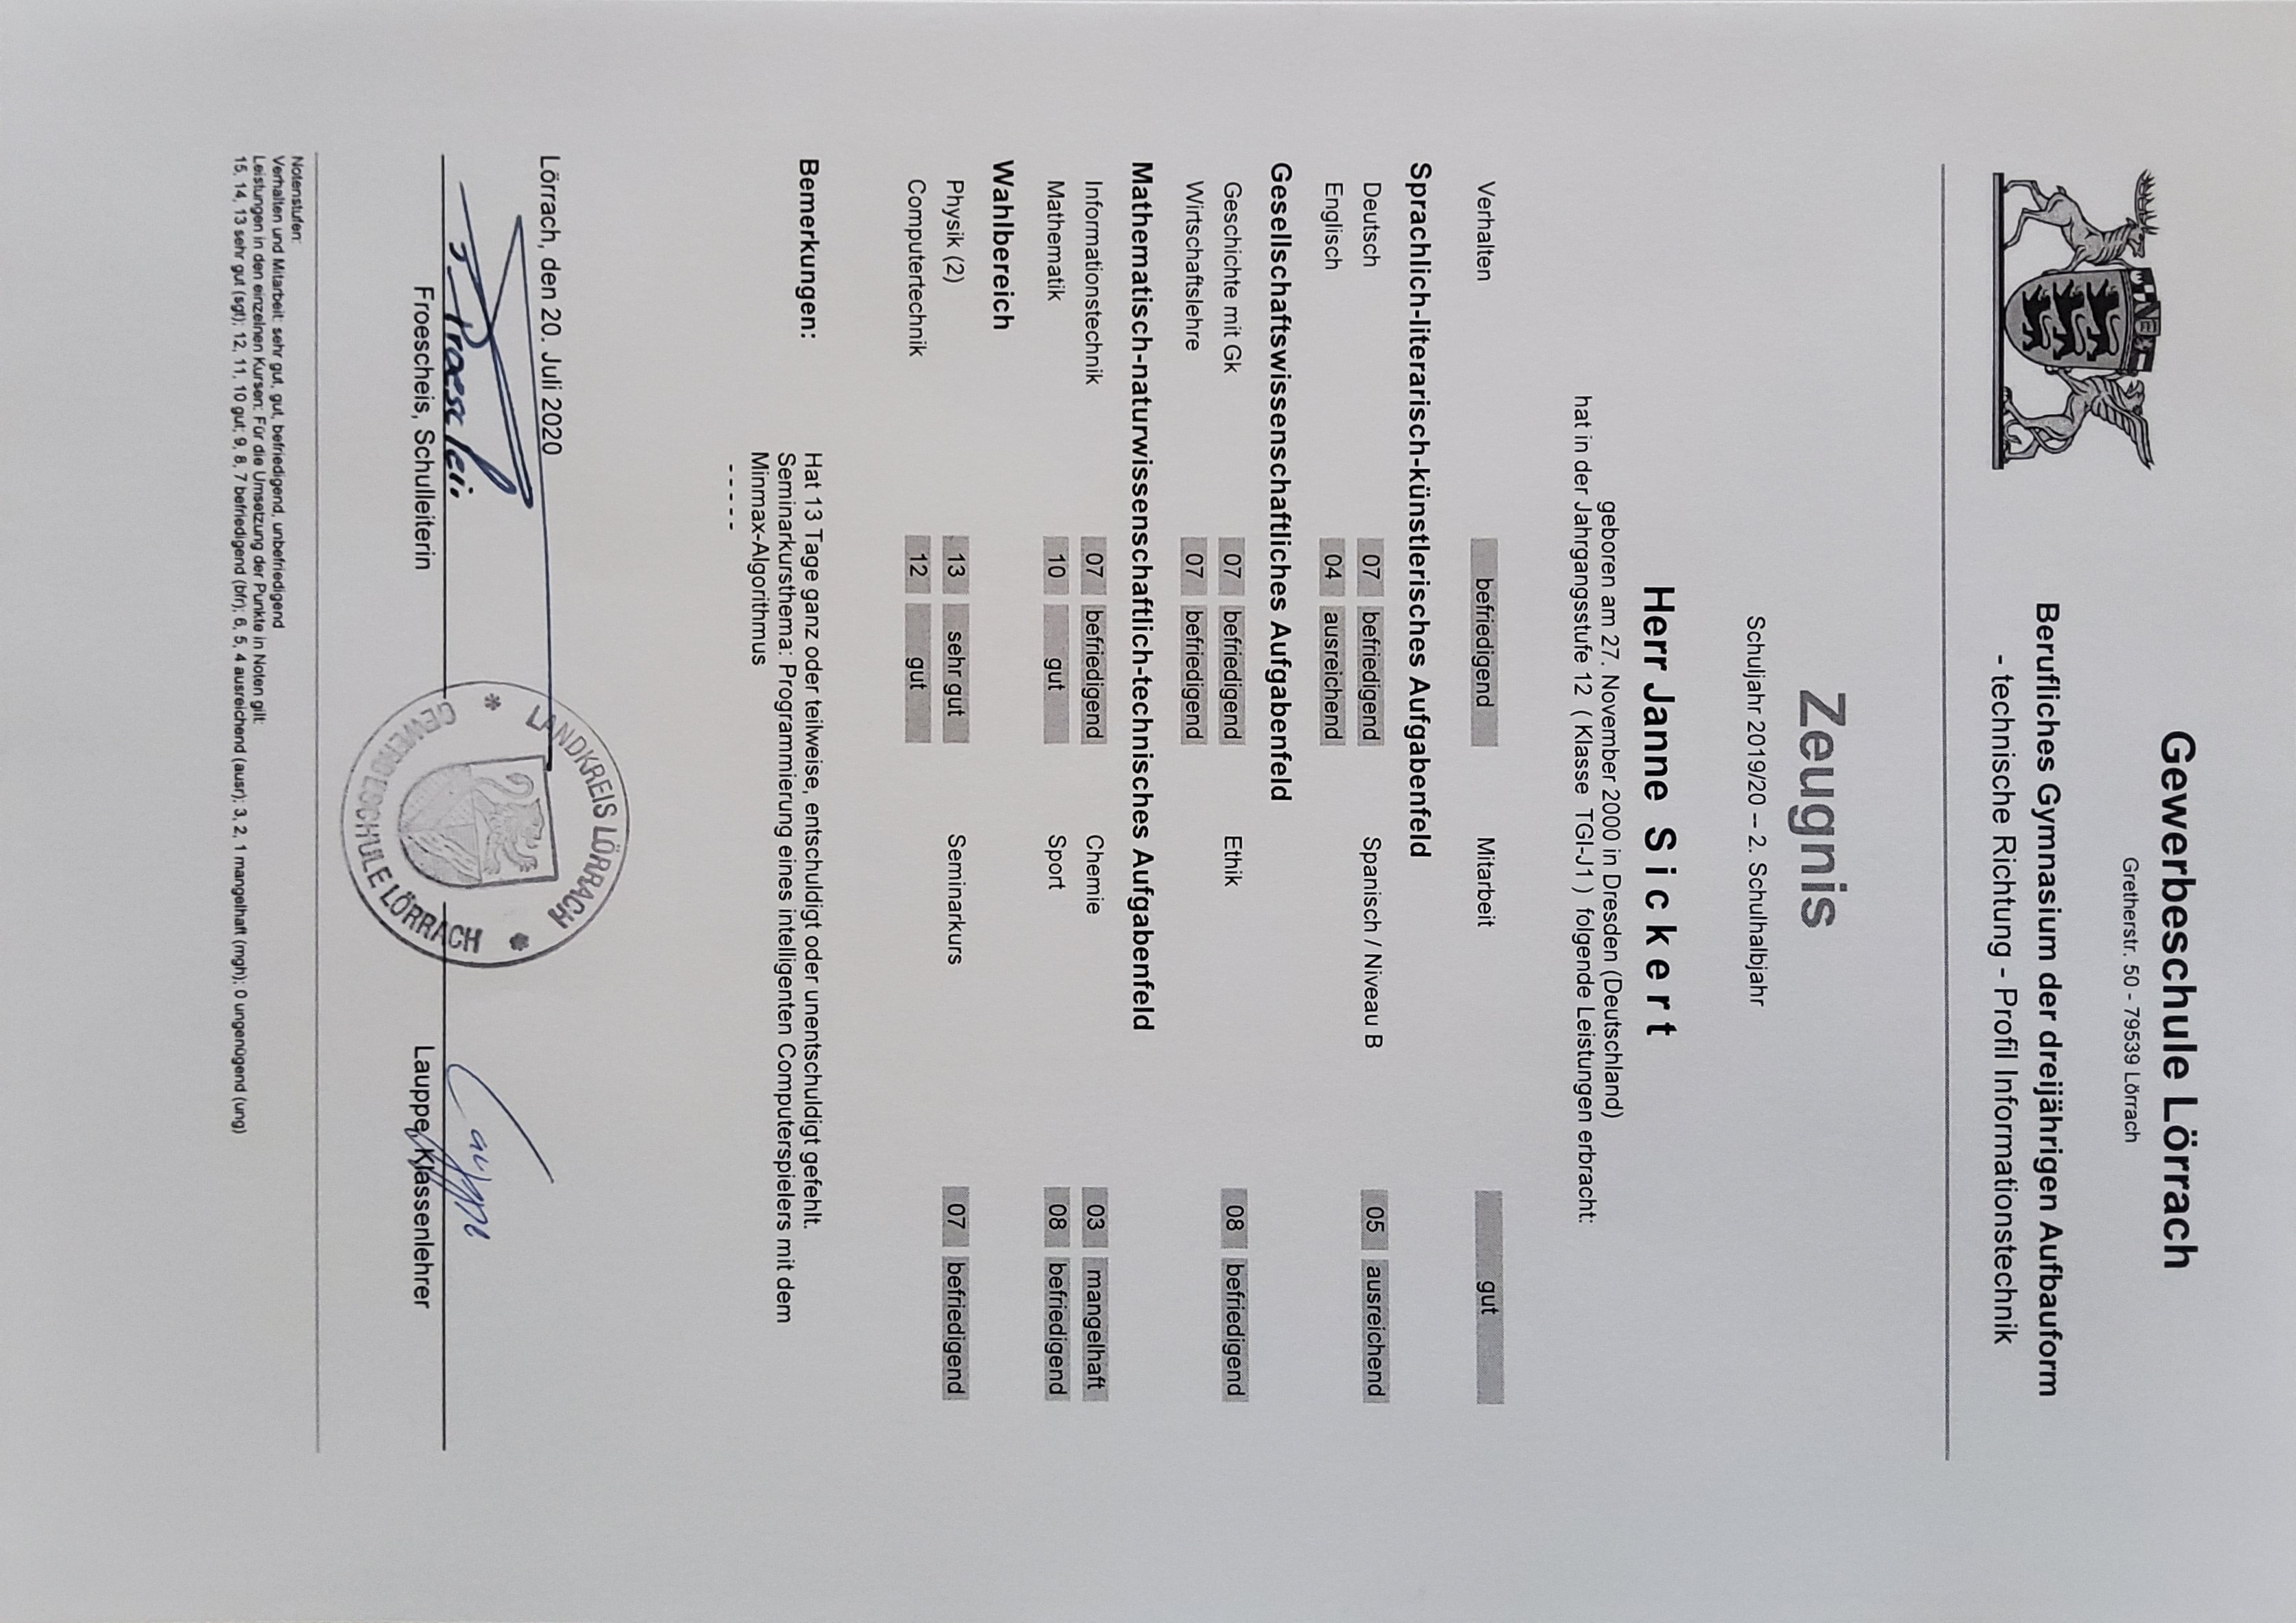 Gewerbeschule Lörrach
Gretherstr. 50 - 79539 Lörrach
Berufliches Gymnasium der dreijährigen Aufbauform
- technische Richtung - Profil Informationstechnik
Zeugnis
Schuljahr 2019/20 -- 2. Schulhalbjahr
Herr Janne S i c k e r t
geboren am 27. November 2000 in Dresden (Deutschland)
hat in der Jahrgangsstufe 12 ( Klasse TGI-J1 ) folgende Leistungen erbracht:
Verhalten befriedigend Mitarbeit gut
Sprachlich-literarisch-künstlerisches Aufgabenfeld
Deutsch 07 befriedigend Spanisch / Niveau B 05 ausreichend
Englisch 04 ausreichend
Gesellschaftswissenschaftliches Aufgabenfeld
Geschichte mit Gk 07 befriedigend Ethik 08 befriedigend
Wirtschaftslehre 07 befriedigend
Mathematisch-naturwissenschaftlich-technisches Aufgabenfeld
Informationstechnik 07 befriedigend Chemie 03 mangelhaft
Mathematik 10 gut Sport 08 befriedigend
Wahlbereich
Physik (2) 13 sehr gut Seminarkurs 07 befriedigend
Computertechnik 12 gut
Bemerkungen: Hat 13 Tage ganz oder teilweise, entschuldigt oder unentschuldigt gefehlt.
Seminarkursthema: Programmierung eines intelligenten Computerspielers mit dem
Minmax-Algorithmus
- - - - -
LANDKREIS LÖRRACH
Lörrach, den 20. Juli 2020
Lauppe
Froescheis, Schulleiterin
Lauppe, Klassenlehrer
GEWERBESCHULE LÖRRACH
Notenstufen:
Verhalten und Mitarbeit: sehr gut, gut, befriedigend, unbefriedigend
Leistungen in den einzelnen Kursen: Für die Umsetzung der Punkte in Noten gilt:
15, 14, 13 sehr gut (sgt); 12, 11, 10 gut; 9, 8, 7 befriedigend (bfr); 6, 5, 4 ausreichend (ausr); 3, 2, 1 mangelhaft (mgh); 0 ungenügend (ung)